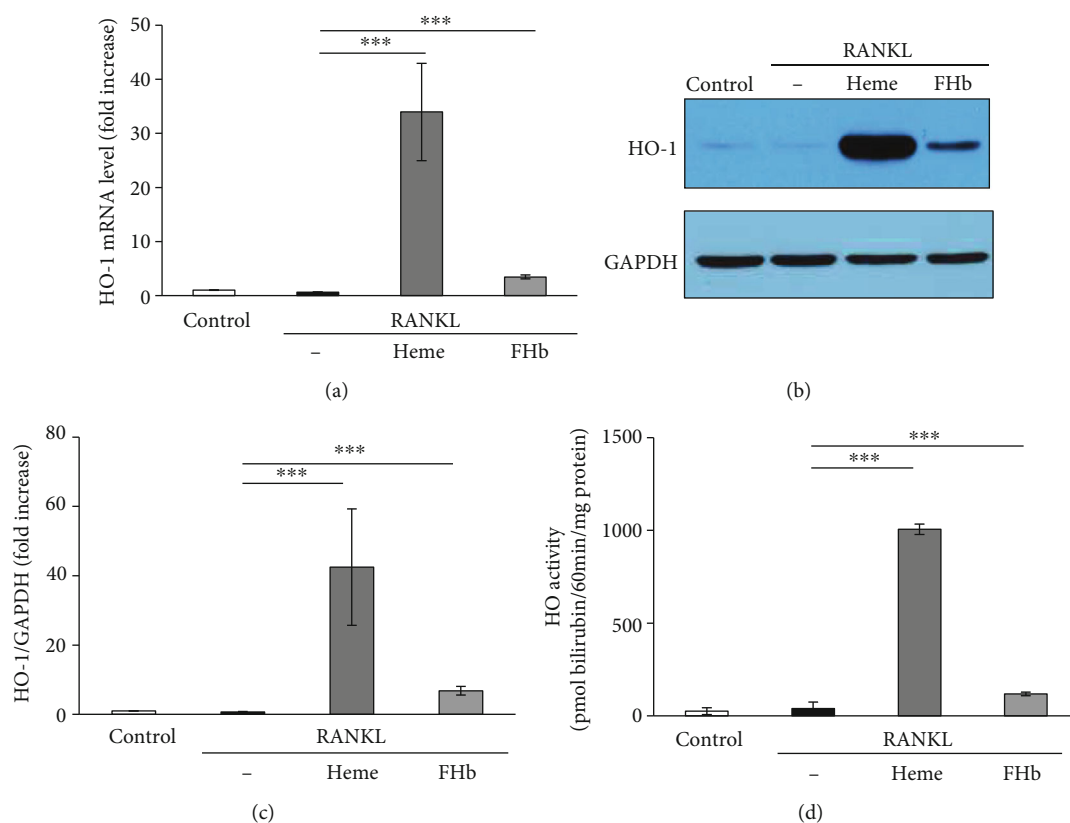 HO-1 mRNA level (fold increase)
50
40
30
20
10
0
***
***
Control
RANKL
–
Heme
FHb
(a)
RANKL
Control
–
Heme
FHb
HO-1
GAPDH
(b)
HO-1/GAPDH (fold increase)
80
60
40
20
0
***
***
Control
RANKL
–
Heme
FHb
(c)
HO activity
(pmol bilirubin/60min/mg protein)
1500
1000
500
0
***
***
Control
RANKL
–
Heme
FHb
(d)